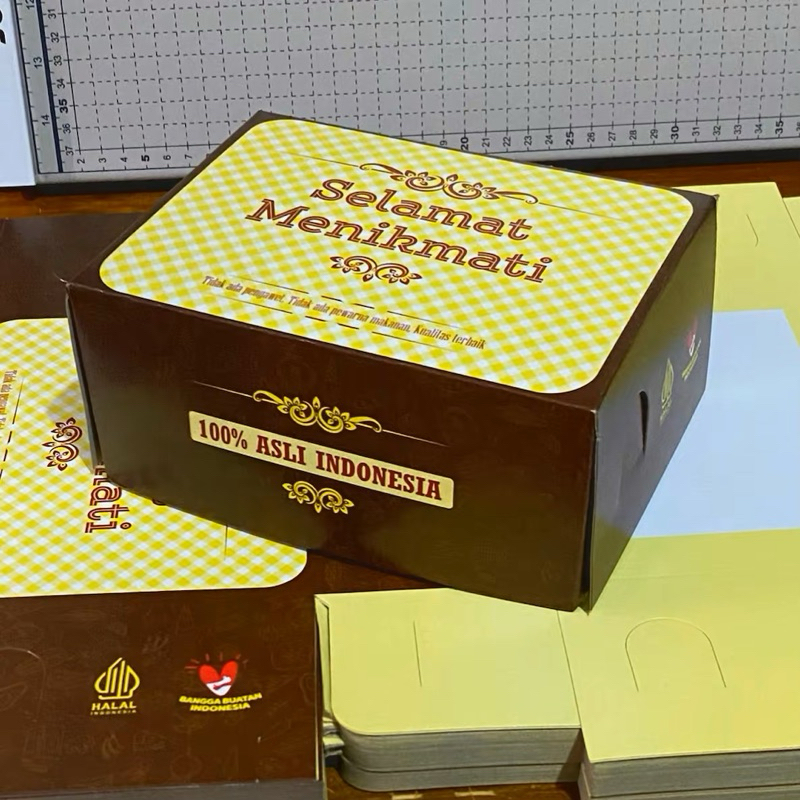 Selamat
Menikmati
Tidak ada pengawet. Tidak ada pewarna makanan. Kualitas terbaik
100% ASLI INDONESIA
HALAL
INDONESIA
BANGGA BUATAN
INDONESIA